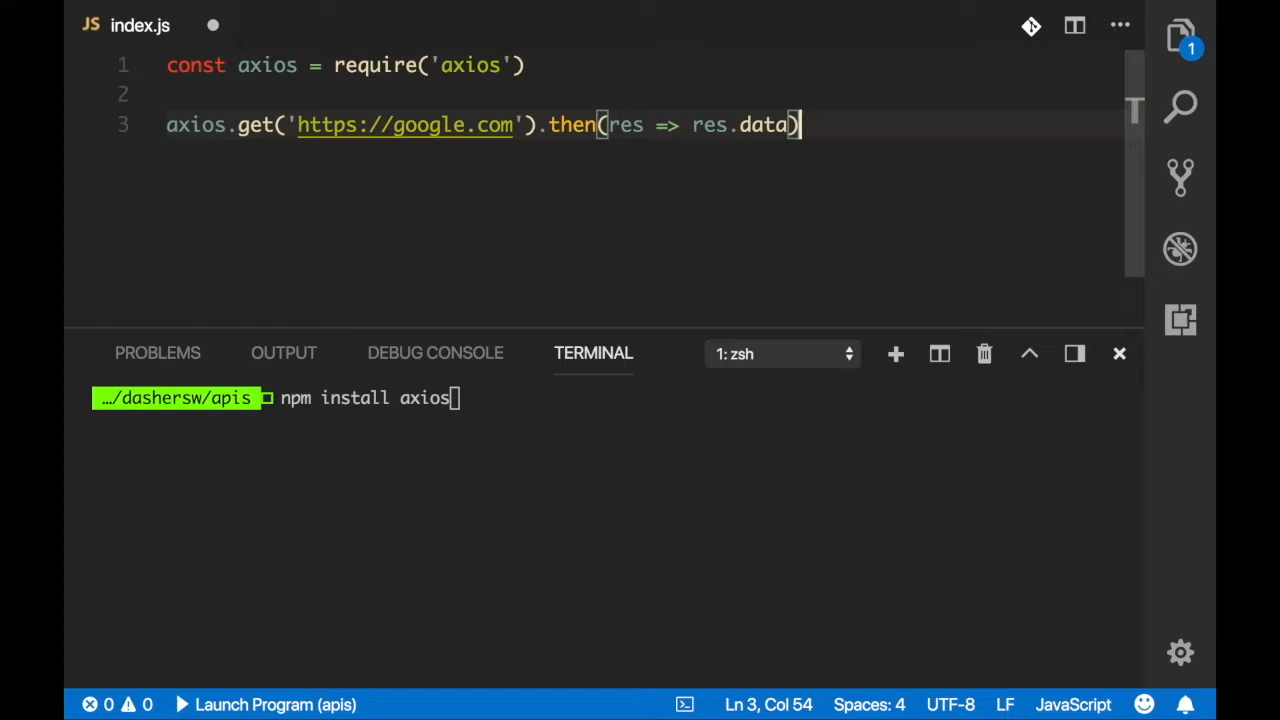 JS index.js
1 const axios = require('axios')
2
3 axios.get('https://google.com').then(res => res.data)
1
PROBLEMS OUTPUT DEBUG CONSOLE TERMINAL 1: zsh
…/dashersw/apis npm install axios
0 0 Launch Program (apis) Ln 3, Col 54 Spaces: 4 UTF-8 LF JavaScript